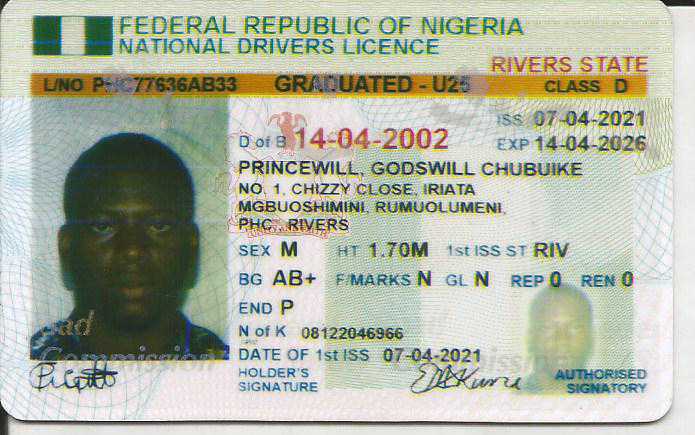 FEDERAL REPUBLIC OF NIGERIA
NATIONAL DRIVERS LICENCE
RIVERS STATE
L/NO PHC77636AB33 GRADUATED - U25 CLASS D
ISS 07-04-2021
D of B 14-04-2002 EXP 14-04-2026
PRINCEWILL, GODSWILL CHUBUIKE
NO. 1, CHIZZY CLOSE, IRIATA
MGBUOSHIMINI, RUMUOLUMENI,
PHC, RIVERS
SEX M HT 1.70M 1st ISS ST RIV
BG AB+ F/MARKS N GL N REP 0 REN 0
END P
N of K 08122046966
DATE OF 1st ISS 07-04-2021
Commission
HOLDER'S
SIGNATURE
AUTHORISED
SIGNATORY